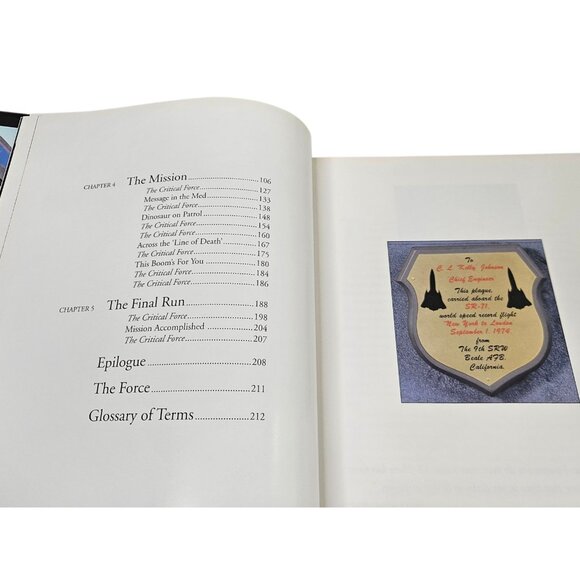 CHAPTER 4 The Mission 106
The Critical Force 127
Message in the Med 133
The Critical Force 138
Dinosaur on Patrol 148
The Critical Force 154
The Critical Force 160
Across the 'Line of Death' 167
The Critical Force 175
This Boom's For You 180
The Critical Force 184
The Critical Force 186
CHAPTER 5 The Final Run 188
The Critical Force 198
Mission Accomplished 204
The Critical Force 207
Epilogue 208
The Force 211
Glossary of Terms 212
To
C. L. Kelly Johnson
Chief Engineer
This plaque,
carried aboard the
SR-71,
world speed record flight
New York to London
September 1, 1974
from
The 9th SRW
Beale AFB,
California.